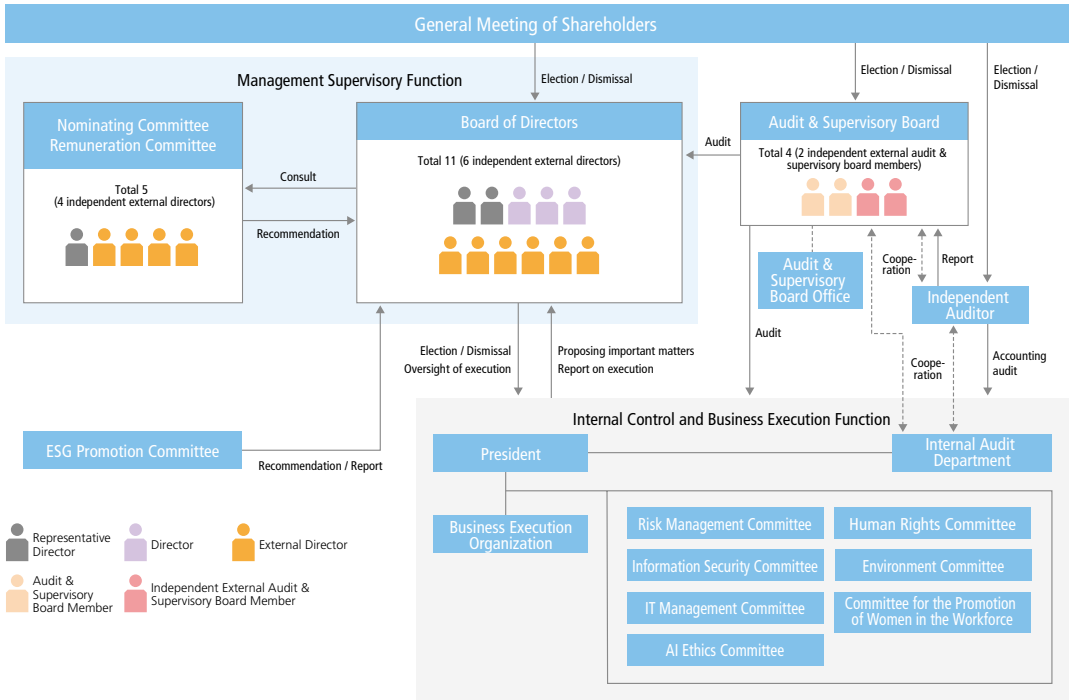 General Meeting of Shareholders
Management Supervisory Function
Election / Dismissal
Election / Dismissal
Election /
Dismissal
Nominating Committee
Remuneration Committee
Total 5
(4 independent external directors)
Consult
Recommendation
Board of Directors
Total 11 (6 independent external directors)
Audit
Audit & Supervisory Board
Total 4 (2 independent external audit &
supervisory board members)
Audit &
Supervisory
Board Office
Coope-
ration
Report
Independent
Auditor
Election / Dismissal
Oversight of execution
Proposing important matters
Report on execution
Audit
Coope-
ration
Accounting
audit
ESG Promotion Committee
Recommendation / Report
Internal Control and Business Execution Function
President
Internal Audit
Department
Business Execution
Organization
Risk Management Committee
Human Rights Committee
Information Security Committee
Environment Committee
IT Management Committee
Committee for the Promotion
of Women in the Workforce
AI Ethics Committee
Representative
Director
Director
External Director
Audit &
Supervisory
Board Member
Independent External Audit &
Supervisory Board Member